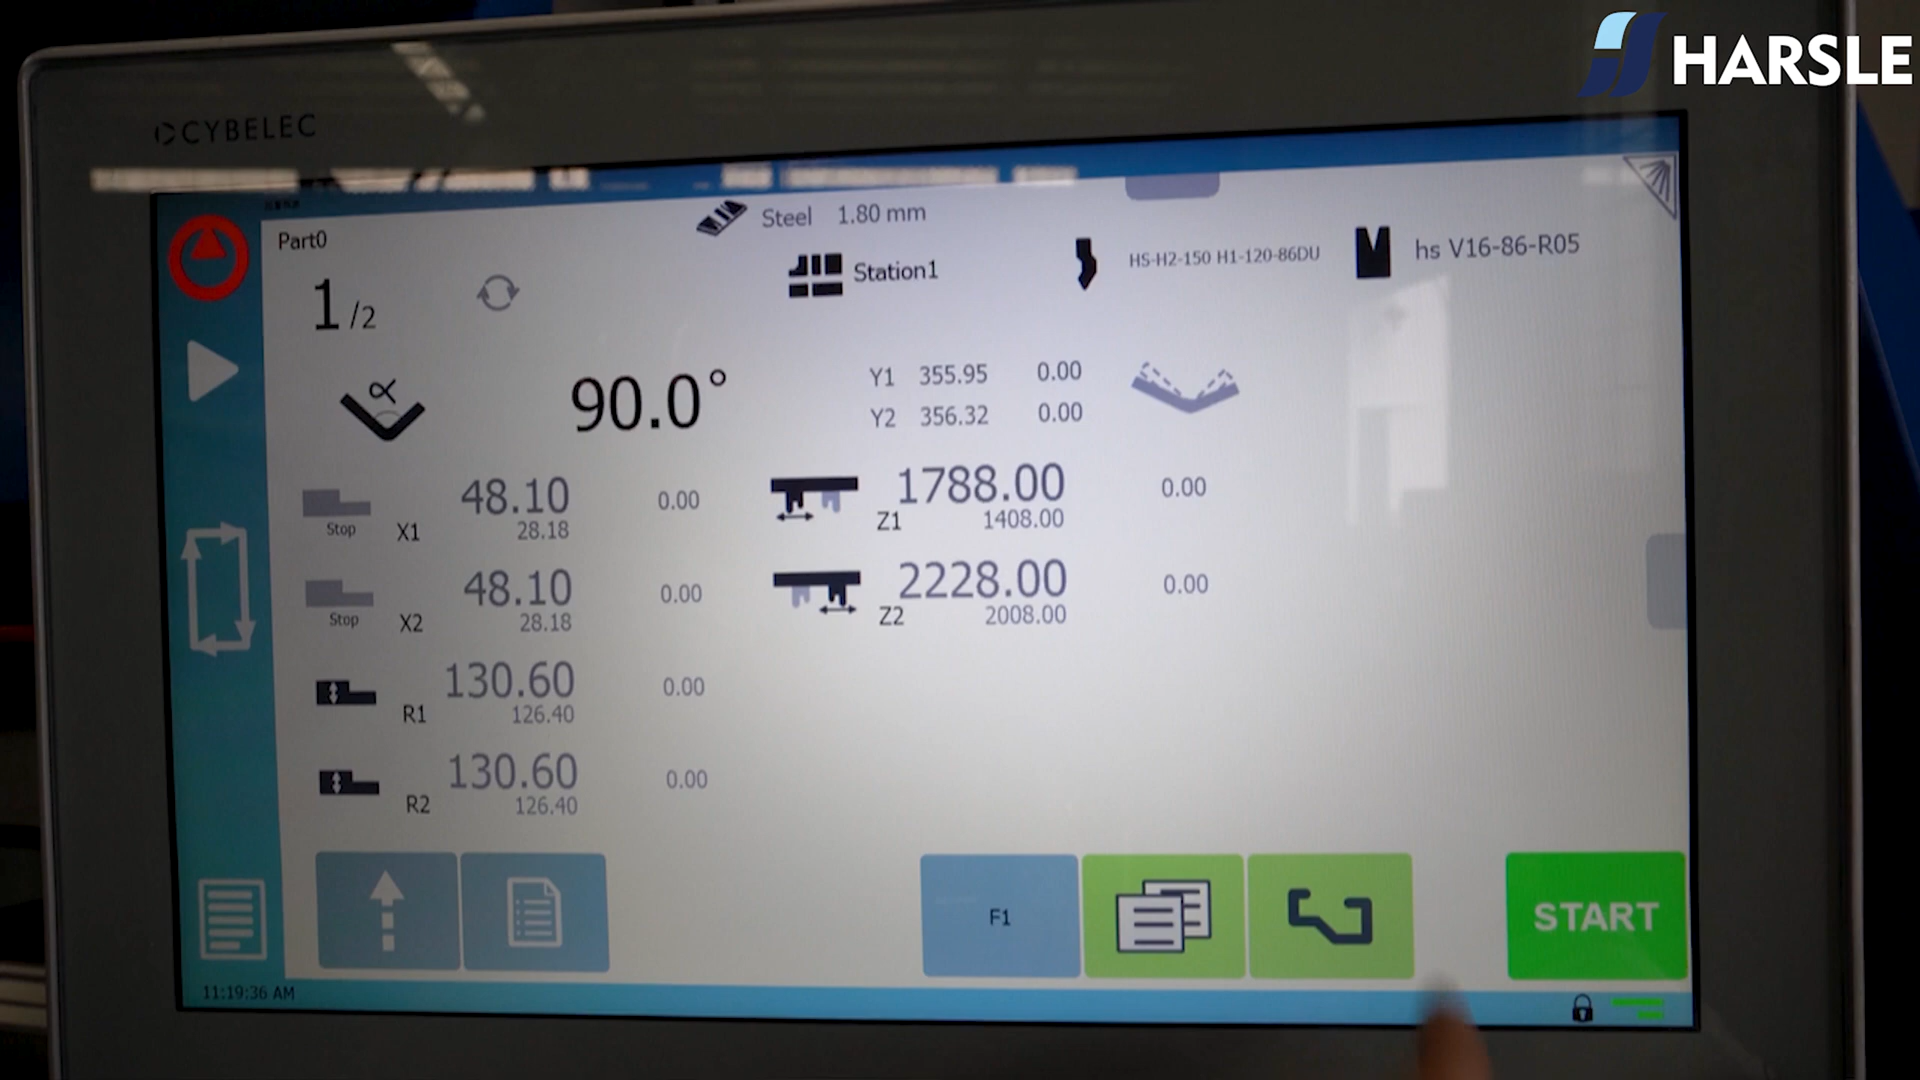 HARSLE
CYBELEC
Part0
Steel 1.80 mm
1 /2
Station1
HS-H2-150 H1-120-86DU
hs V16-86-R05
α
90.0°
Y1 355.95 0.00
Y2 356.32 0.00
Stop X1 48.10 0.00
28.18
Z1 1788.00 0.00
1408.00
Stop X2 48.10 0.00
28.18
Z2 2228.00 0.00
2008.00
R1 130.60 0.00
126.40
R2 130.60 0.00
126.40
F1
START
11:19:36 AM